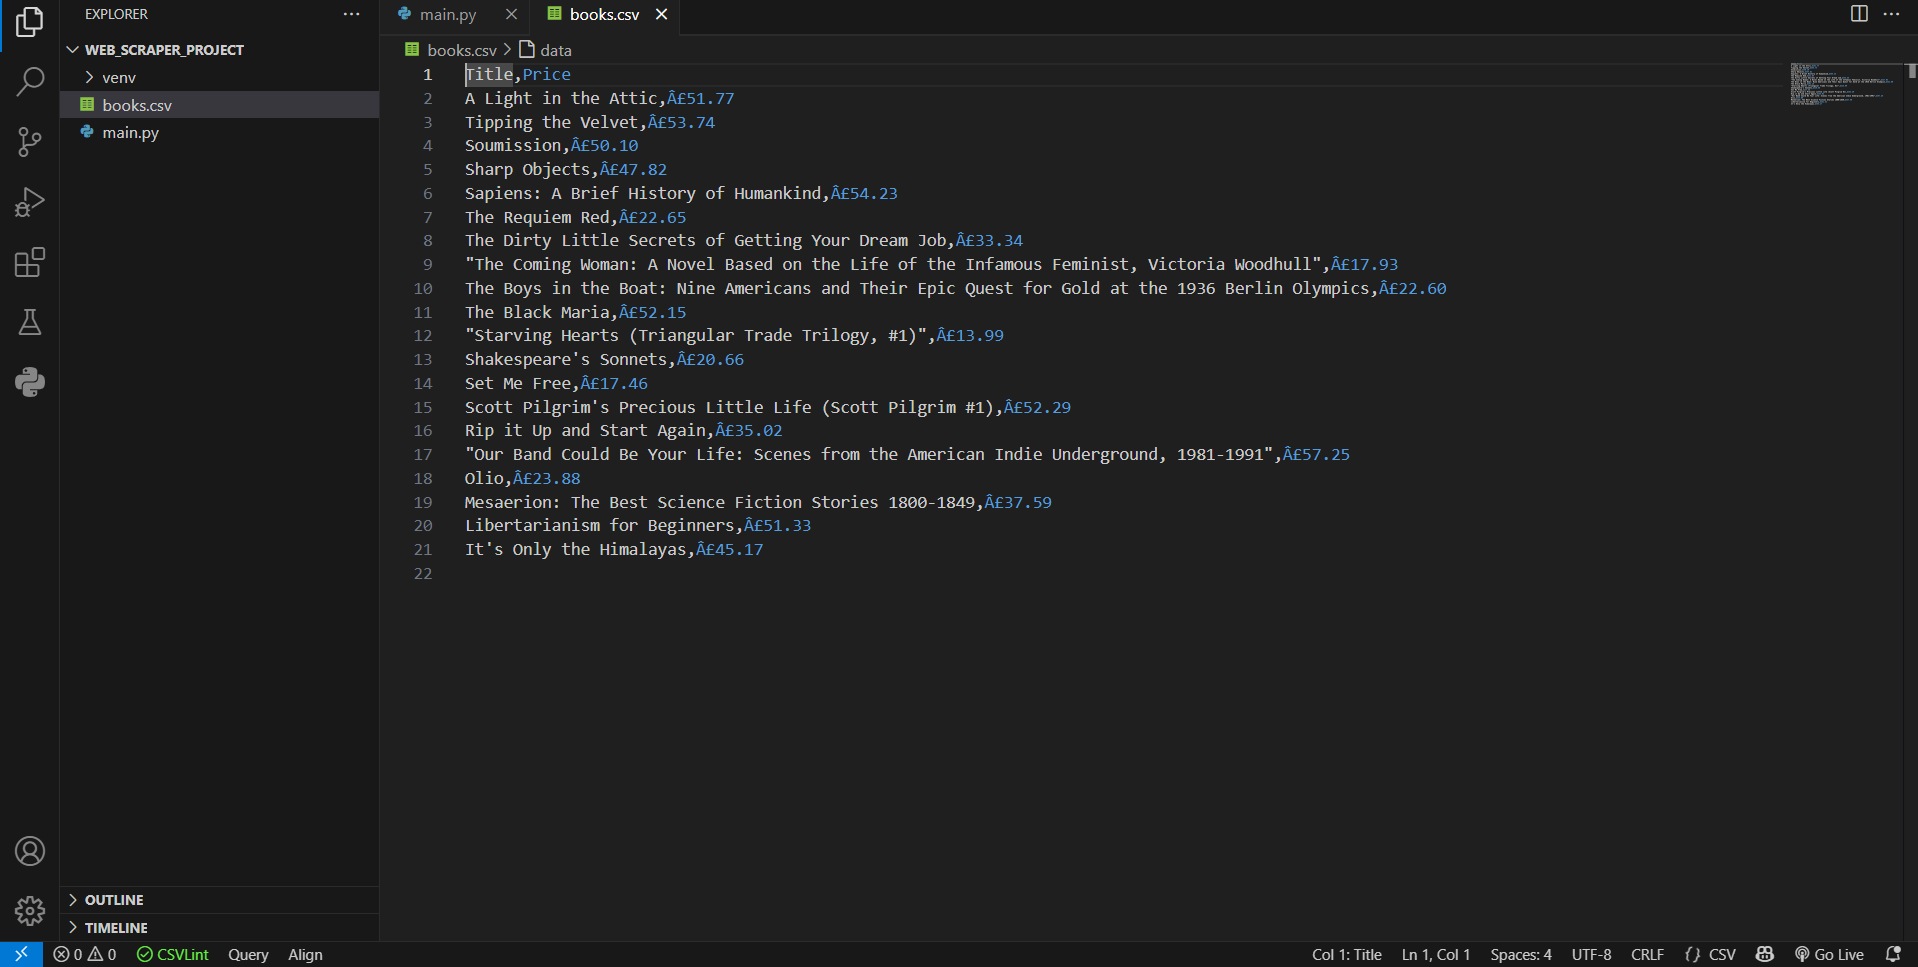 EXPLORER
WEB_SCRAPER_PROJECT
venv
books.csv
main.py
OUTLINE
TIMELINE
main.py
books.csv
books.csv > data
1 Title,Price
2 A Light in the Attic,Â£51.77
3 Tipping the Velvet,Â£53.74
4 Soumission,Â£50.10
5 Sharp Objects,Â£47.82
6 Sapiens: A Brief History of Humankind,Â£54.23
7 The Requiem Red,Â£22.65
8 The Dirty Little Secrets of Getting Your Dream Job,Â£33.34
9 "The Coming Woman: A Novel Based on the Life of the Infamous Feminist, Victoria Woodhull",Â£17.93
10 The Boys in the Boat: Nine Americans and Their Epic Quest for Gold at the 1936 Berlin Olympics,Â£22.60
11 The Black Maria,Â£52.15
12 "Starving Hearts (Triangular Trade Trilogy, #1)",Â£13.99
13 Shakespeare's Sonnets,Â£20.66
14 Set Me Free,Â£17.46
15 Scott Pilgrim's Precious Little Life (Scott Pilgrim #1),Â£52.29
16 Rip it Up and Start Again,Â£35.02
17 "Our Band Could Be Your Life: Scenes from the American Indie Underground, 1981-1991",Â£57.25
18 Olio,Â£23.88
19 Mesaerion: The Best Science Fiction Stories 1800-1849,Â£37.59
20 Libertarianism for Beginners,Â£51.33
21 It's Only the Himalayas,Â£45.17
22
0 0 CSVLint Query Align Col 1: Title Ln 1, Col 1 Spaces: 4 UTF-8 CRLF {} CSV Go Live